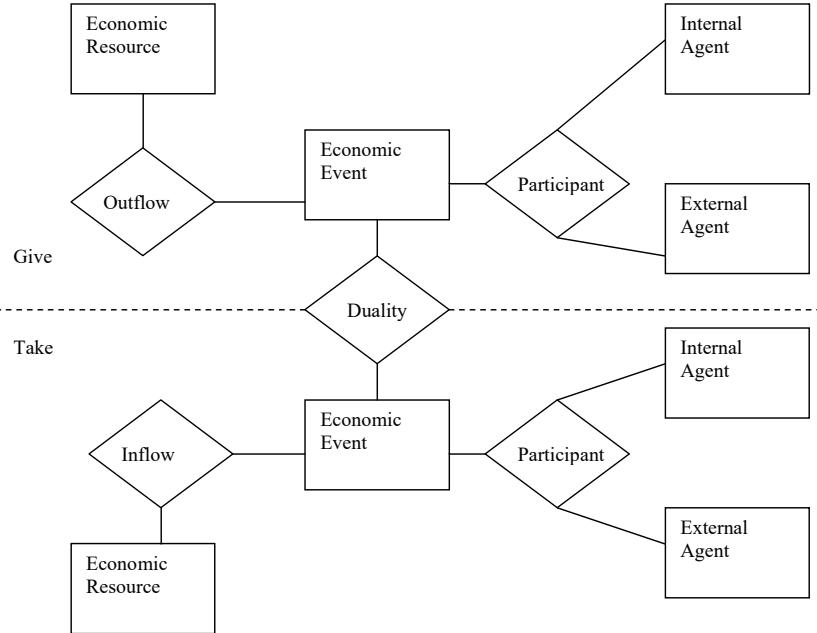 Economic
Resource
Internal
Agent
Economic
Event
Participant
Outflow
External
Agent
Give
Duality
Take
Internal
Agent
Economic
Event
Inflow
Participant
External
Agent
Economic
Resource